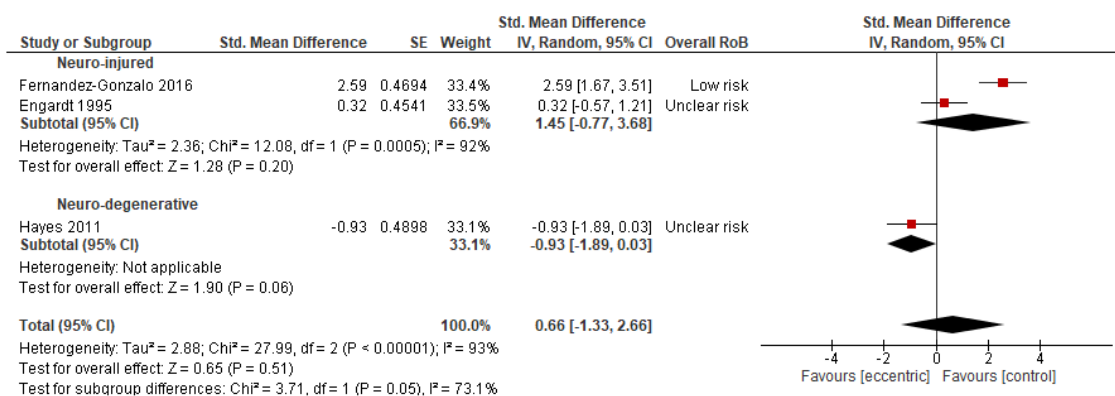 Std. Mean Difference Std. Mean Difference
Study or Subgroup Std. Mean Difference SE Weight IV, Random, 95% CI Overall RoB IV, Random, 95% CI
Neuro-injured
Fernandez-Gonzalo 2016 2.59 0.4694 33.4% 2.59 [1.67, 3.51] Low risk
Engardt 1995 0.32 0.4541 33.5% 0.32 [-0.57, 1.21] Unclear risk
Subtotal (95% CI) 66.9% 1.45 [-0.77, 3.68]
Heterogeneity: Tau² = 2.36; Chi² = 12.08, df = 1 (P = 0.0005); I² = 92%
Test for overall effect: Z = 1.28 (P = 0.20)
Neuro-degenerative
Hayes 2011 -0.93 0.4898 33.1% -0.93 [-1.89, 0.03] Unclear risk
Subtotal (95% CI) 33.1% -0.93 [-1.89, 0.03]
Heterogeneity: Not applicable
Test for overall effect: Z = 1.90 (P = 0.06)
Total (95% CI) 100.0% 0.66 [-1.33, 2.66]
Heterogeneity: Tau² = 2.88; Chi² = 27.99, df = 2 (P < 0.00001); I² = 93%
Test for overall effect: Z = 0.65 (P = 0.51)
Test for subgroup differences: Chi² = 3.71, df = 1 (P = 0.05), I² = 73.1%
-4 -2 0 2 4
Favours [eccentric] Favours [control]